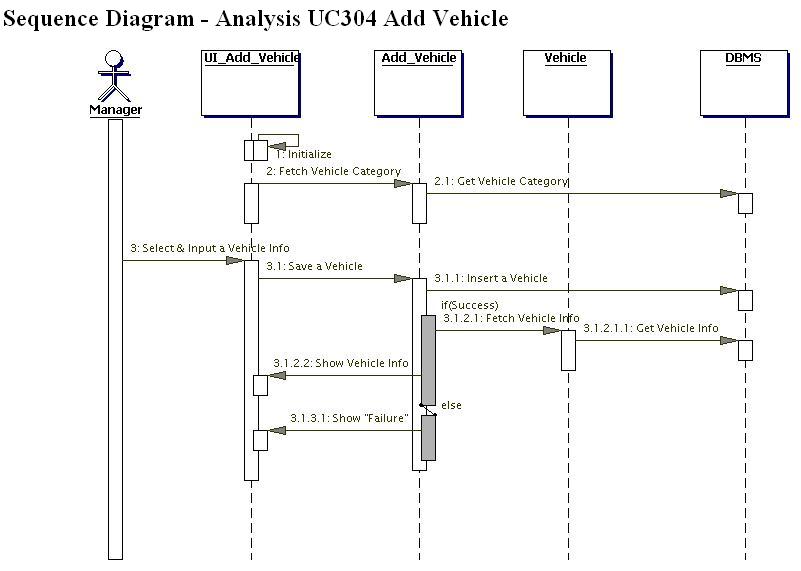 Sequence Diagram - Analysis UC304 Add Vehicle
UI_Add_Vehicle
Add_Vehicle
Vehicle
DBMS
Manager
1: Initialize
2: Fetch Vehicle Category
2.1: Get Vehicle Category
3: Select & Input a Vehicle Info
3.1: Save a Vehicle
3.1.1: Insert a Vehicle
if(Success)
3.1.2.1: Fetch Vehicle Info
3.1.2.1.1: Get Vehicle Info
3.1.2.2: Show Vehicle Info
else
3.1.3.1: Show "Failure"